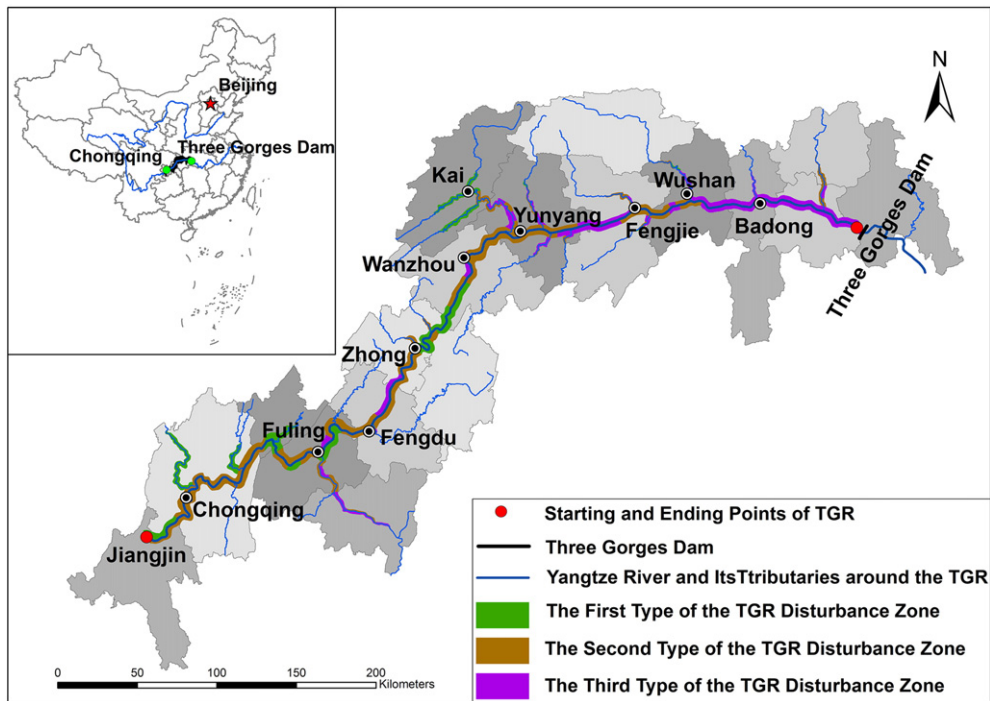 Beijing
Three Gorges Dam
Chongqing
N
Kai
Wushan
Yunyang
Fengjie
Badong
Three Gorges Dam
Wanzhou
Zhong
Fuling
Fengdu
Chongqing
Jiangjin
Starting and Ending Points of TGR
Three Gorges Dam
Yangtze River and ItsTtributaries around the TGR
The First Type of the TGR Disturbance Zone
The Second Type of the TGR Disturbance Zone
The Third Type of the TGR Disturbance Zone
0 50 100 150 200
Kilometers